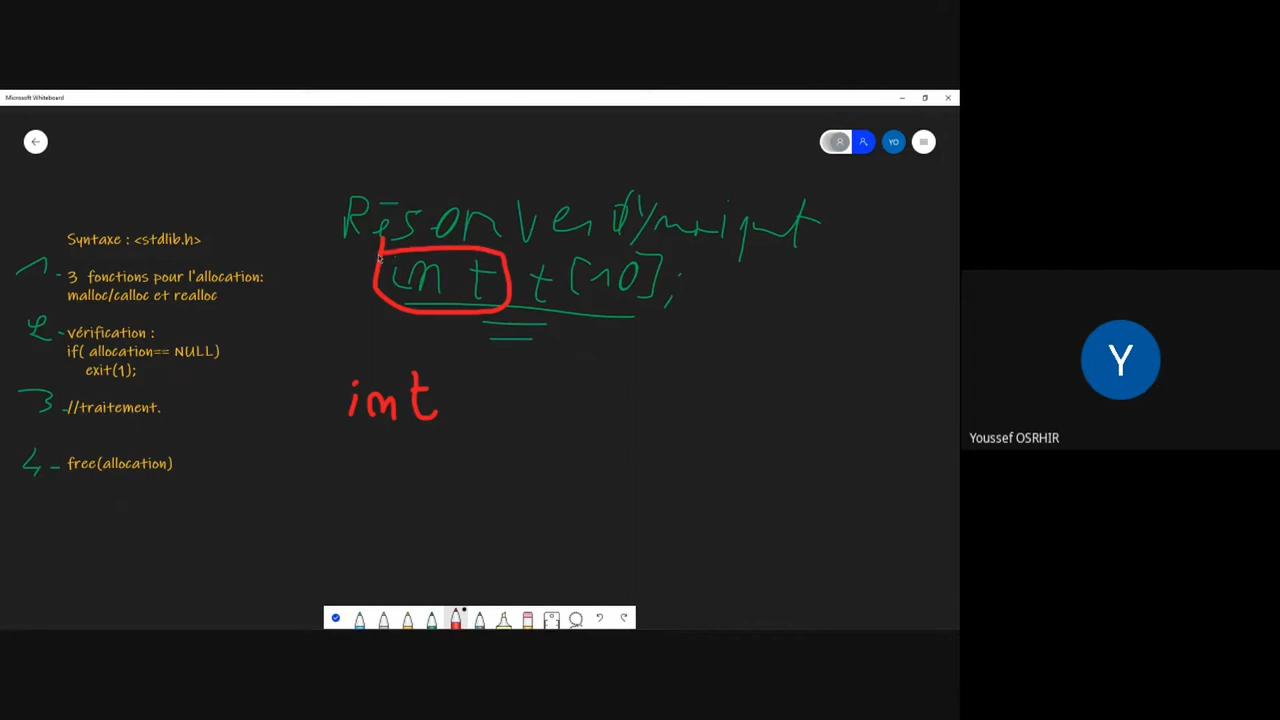 Microsoft Whiteboard
YO
Syntaxe : <stdlib.h>
1 - 3 fonctions pour l'allocation:
malloc/calloc et realloc
2 - vérification :
if( allocation== NULL)
exit(1);
3 - //traitement.
4 - free(allocation)
int t[10];
int
Y
Youssef OSRHIR